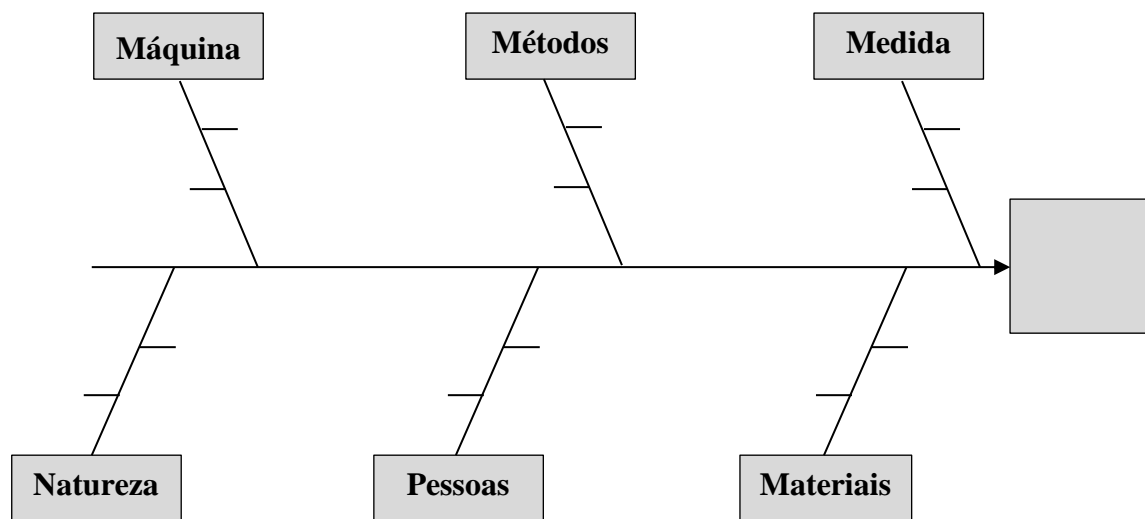 Máquina
Métodos
Medida
Natureza
Pessoas
Materiais